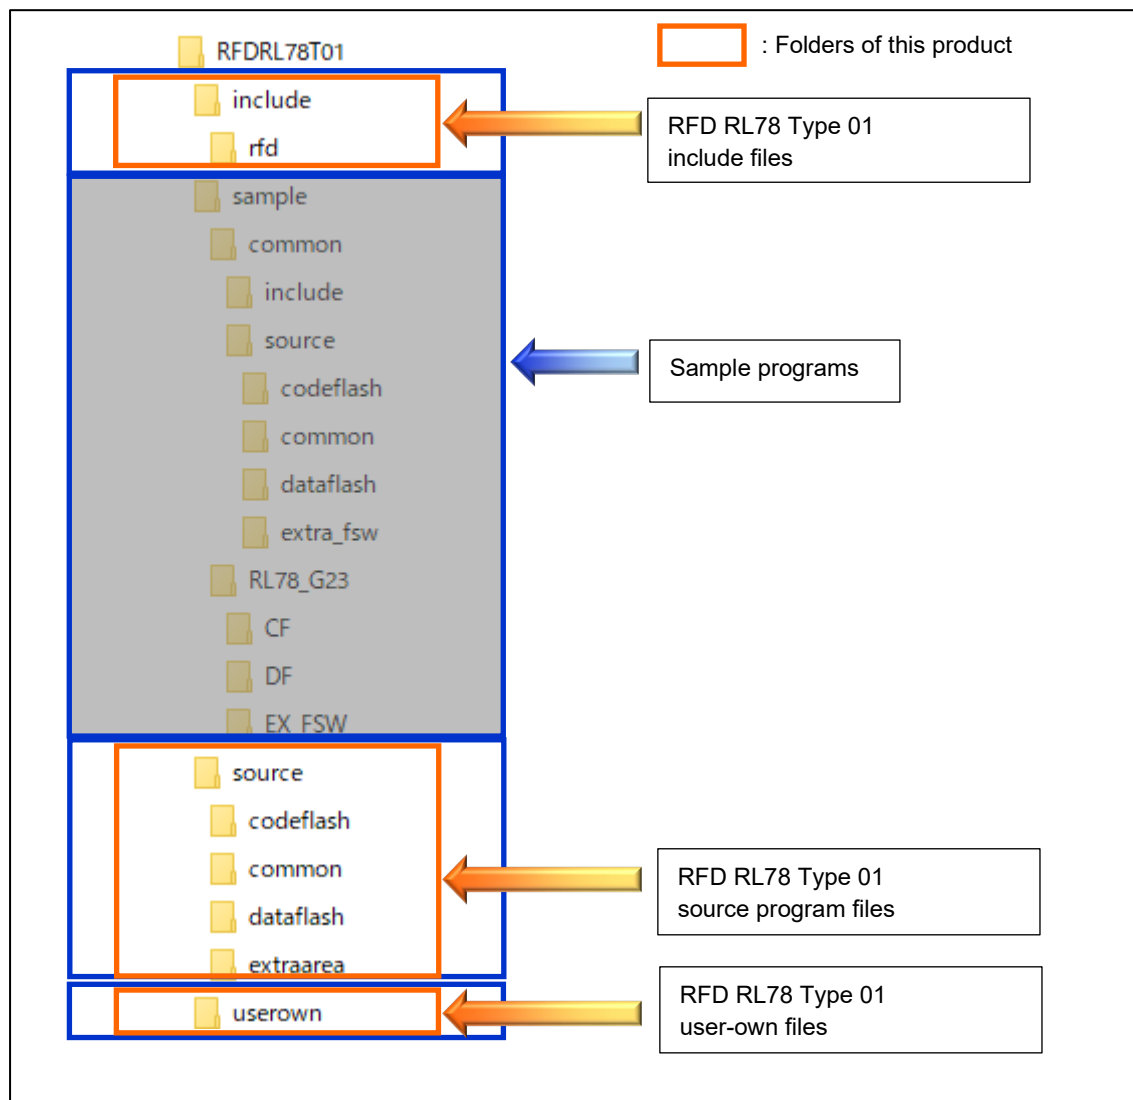 RFDRL78T01
: Folders of this product
include
rfd
RFD RL78 Type 01
include files
sample
common
include
source
codeflash
common
dataflash
extra_fsw
RL78_G23
CF
DF
EX_FSW
Sample programs
source
codeflash
common
dataflash
extraarea
RFD RL78 Type 01
source program files
userown
RFD RL78 Type 01
user-own files